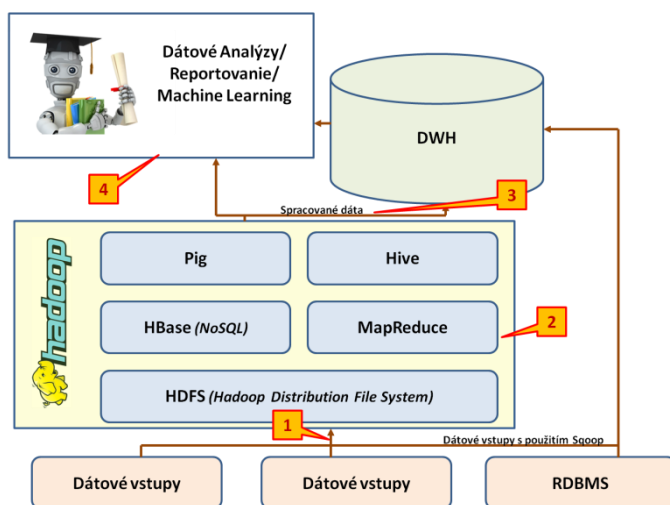 Dátové Analýzy/
Reportovanie/
Machine Learning
DWH
4
3
Spracované dáta
hadoop
Pig
Hive
HBase (NoSQL)
MapReduce
2
HDFS (Hadoop Distribution File System)
1
Dátové vstupy s použitím Sqoop
Dátové vstupy
Dátové vstupy
RDBMS